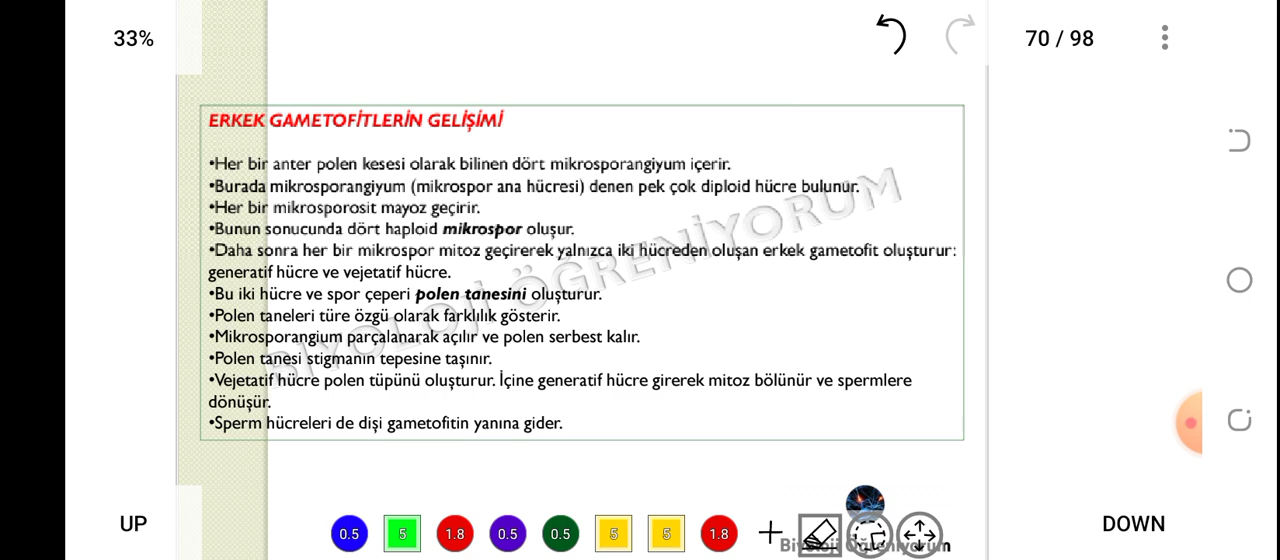 33%
70 / 98
ERKEK GAMETOFİTLERİN GELİŞİMİ
•Her bir anter polen kesesi olarak bilinen dört mikrosporangiyum içerir.
•Burada mikrosporangiyum (mikrospor ana hücresi) denen pek çok diploid hücre bulunur.
•Her bir mikrosporosit mayoz geçirir.
•Bunun sonucunda dört haploid mikrospor oluşur.
•Daha sonra her bir mikrospor mitoz geçirerek yalnızca iki hücreden oluşan erkek gametofit oluşturur:
generatif hücre ve vejetatif hücre.
•Bu iki hücre ve spor çeperi polen tanesini oluşturur.
•Polen taneleri türe özgü olarak farklılık gösterir.
•Mikrosporangium parçalanarak açılır ve polen serbest kalır.
•Polen tanesi stigmanın tepesine taşınır.
•Vejetatif hücre polen tüpünü oluşturur. İçine generatif hücre girerek mitoz bölünür ve spermlere
dönüşür.
•Sperm hücreleri de dişi gametofitin yanına gider.
BİYOLOJİ ÖĞRENİYORUM
UP
0.5 5 1.8 0.5 0.5 5 5 1.8
DOWN
Biyoloji Öğreniyorum